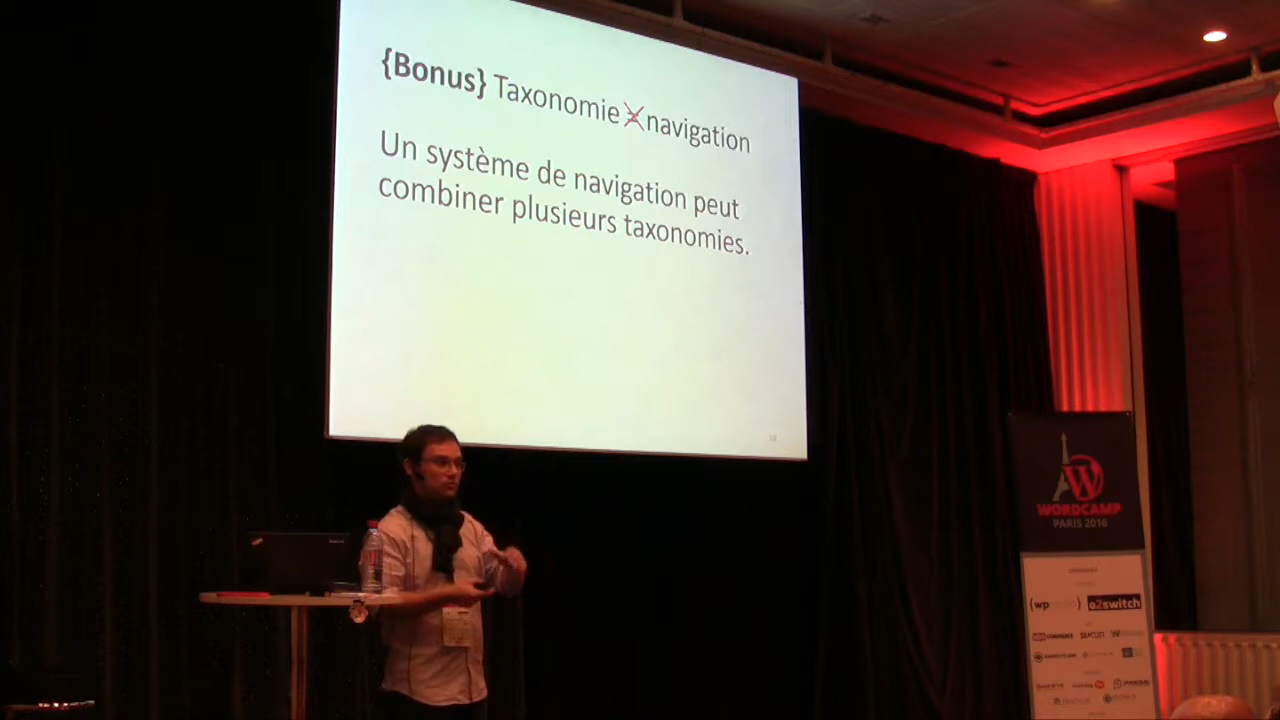 {Bonus} Taxonomie ≠ navigation
Un système de navigation peut
combiner plusieurs taxonomies.
WORDCAMP
PARIS 2016
o2switch